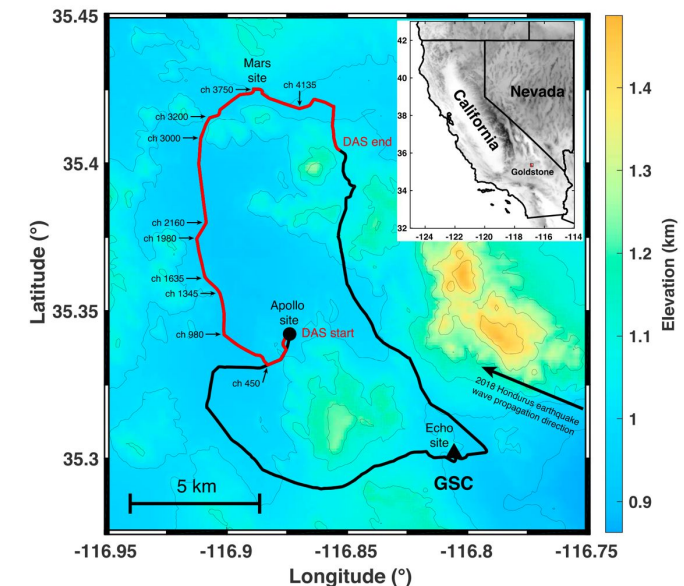 35.45
35.4
35.35
35.3
Latitude (°)
-116.95
-116.9
-116.85
-116.8
-116.75
Longitude (°)
Mars
site
ch 3750
ch 4135
ch 3200
ch 3000
DAS end
ch 2160
ch 1980
ch 1635
ch 1345
ch 980
Apollo
site
DAS start
ch 450
Echo
site
GSC
5 km
2018 Hondurus earthquake
wave propagation direction
42
40
38
36
34
32
-124
-122
-120
-118
-116
-114
California
Nevada
Goldstone
1.4
1.3
1.2
1.1
1
0.9
Elevation (km)